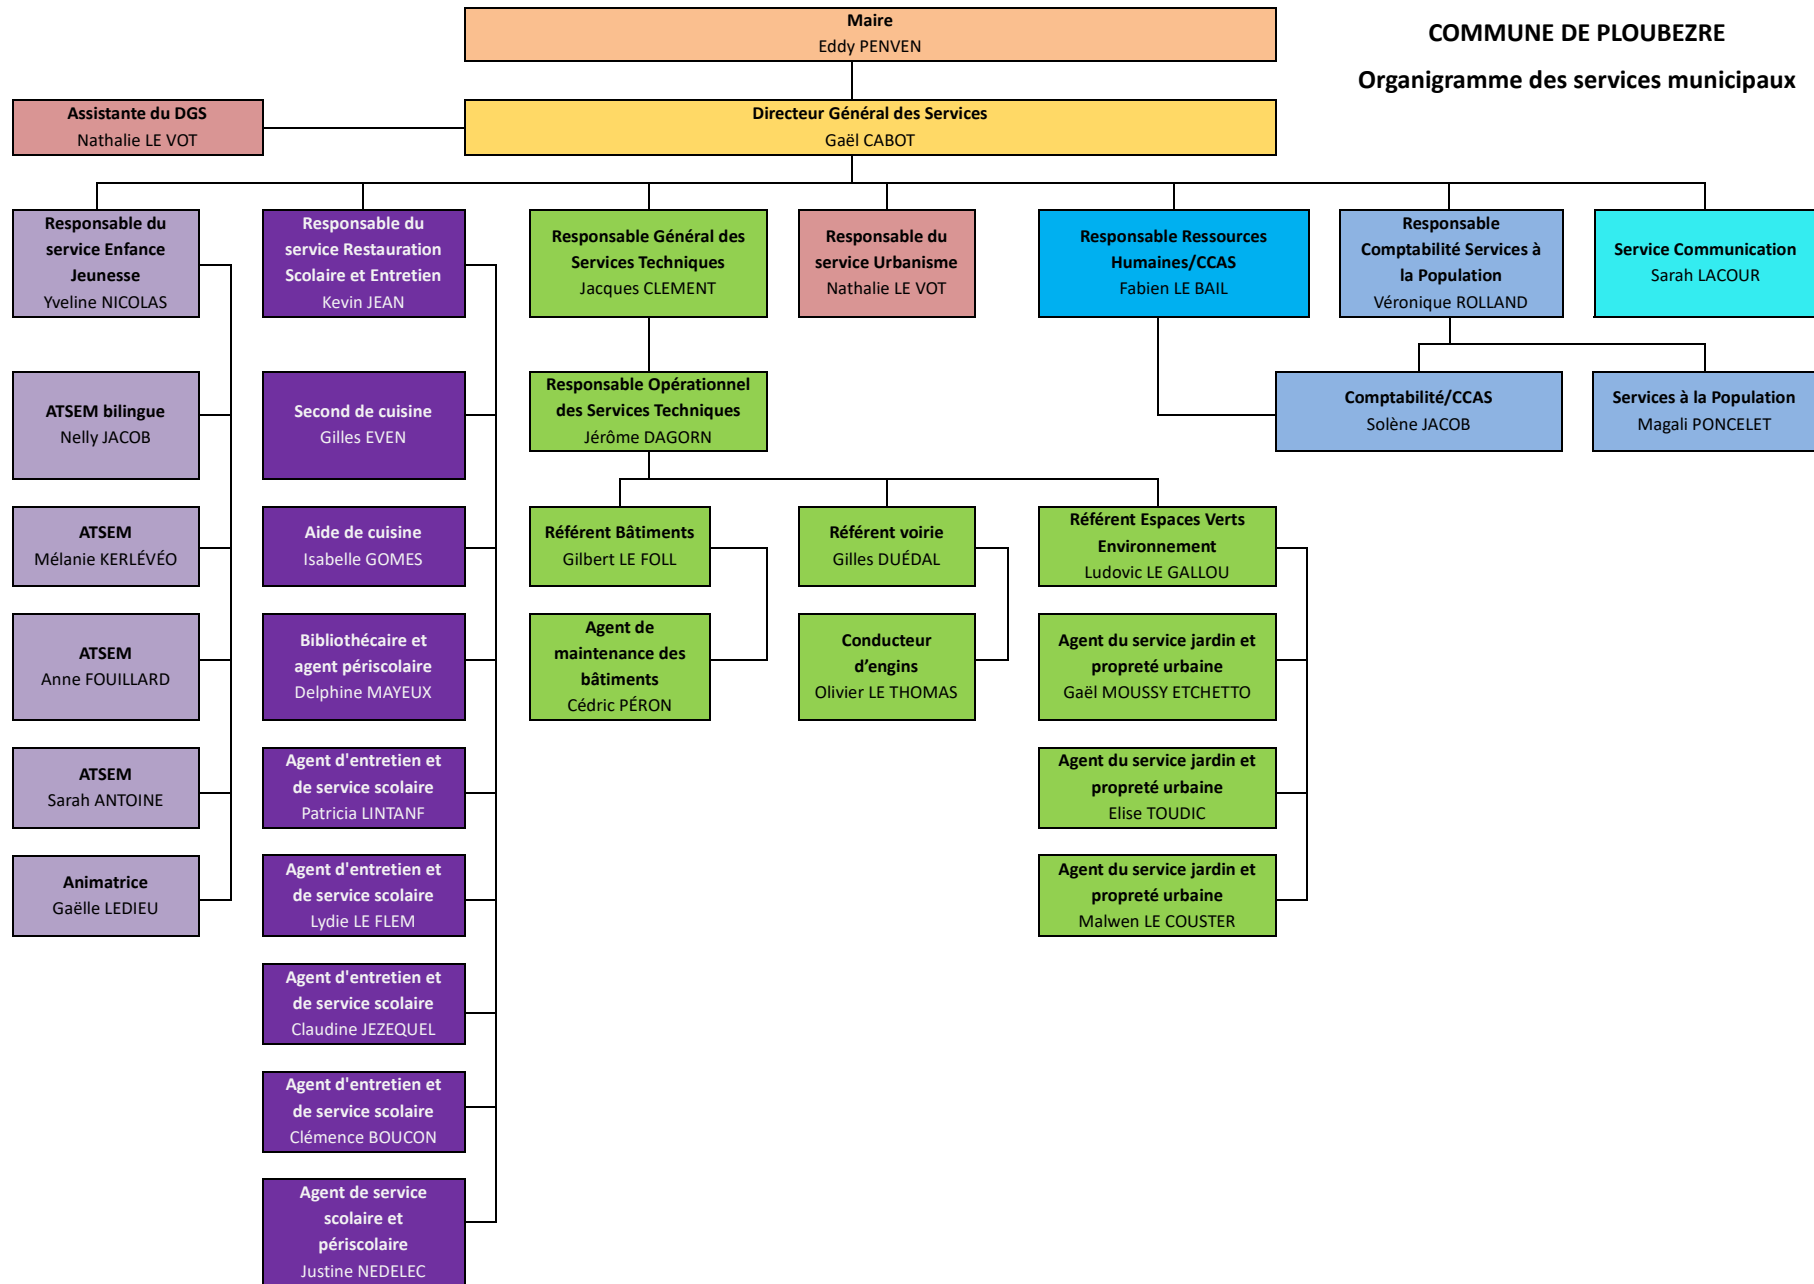 COMMUNE DE PLOUBEZRE
Organigramme des services municipaux
Maire
Eddy PENVEN
Assistante du DGS
Nathalie LE VOT
Directeur Général des Services
Gaël CABOT
Responsable du
service Enfance
Jeunesse
Yveline NICOLAS
Responsable du
service Restauration
Scolaire et Entretien
Kevin JEAN
Responsable Général des
Services Techniques
Jacques CLEMENT
Responsable du
service Urbanisme
Nathalie LE VOT
Responsable Ressources
Humaines/CCAS
Fabien LE BAIL
Responsable
Comptabilité Services à
la Population
Véronique ROLLAND
Service Communication
Sarah LACOUR
ATSEM bilingue
Nelly JACOB
Second de cuisine
Gilles EVEN
Responsable Opérationnel
des Services Techniques
Jérôme DAGORN
Comptabilité/CCAS
Solène JACOB
Services à la Population
Magali PONCELET
ATSEM
Mélanie KERLÉVÉO
Aide de cuisine
Isabelle GOMES
Référent Bâtiments
Gilbert LE FOLL
Référent voirie
Gilles DUÉDAL
Référent Espaces Verts
Environnement
Ludovic LE GALLOU
ATSEM
Anne FOUILLARD
Bibliothécaire et
agent périscolaire
Delphine MAYEUX
Agent de
maintenance des
bâtiments
Cédric PÉRON
Conducteur
d’engins
Olivier LE THOMAS
Agent du service jardin et
propreté urbaine
Gaël MOUSSY ETCHETTO
ATSEM
Sarah ANTOINE
Agent d'entretien et
de service scolaire
Patricia LINTANF
Agent du service jardin et
propreté urbaine
Elise TOUDIC
Animatrice
Gaëlle LEDIEU
Agent d'entretien et
de service scolaire
Lydie LE FLEM
Agent du service jardin et
propreté urbaine
Malwen LE COUSTER
Agent d'entretien et
de service scolaire
Claudine JEZEQUEL
Agent d'entretien et
de service scolaire
Clémence BOUCON
Agent de service
scolaire et
périscolaire
Justine NEDELEC